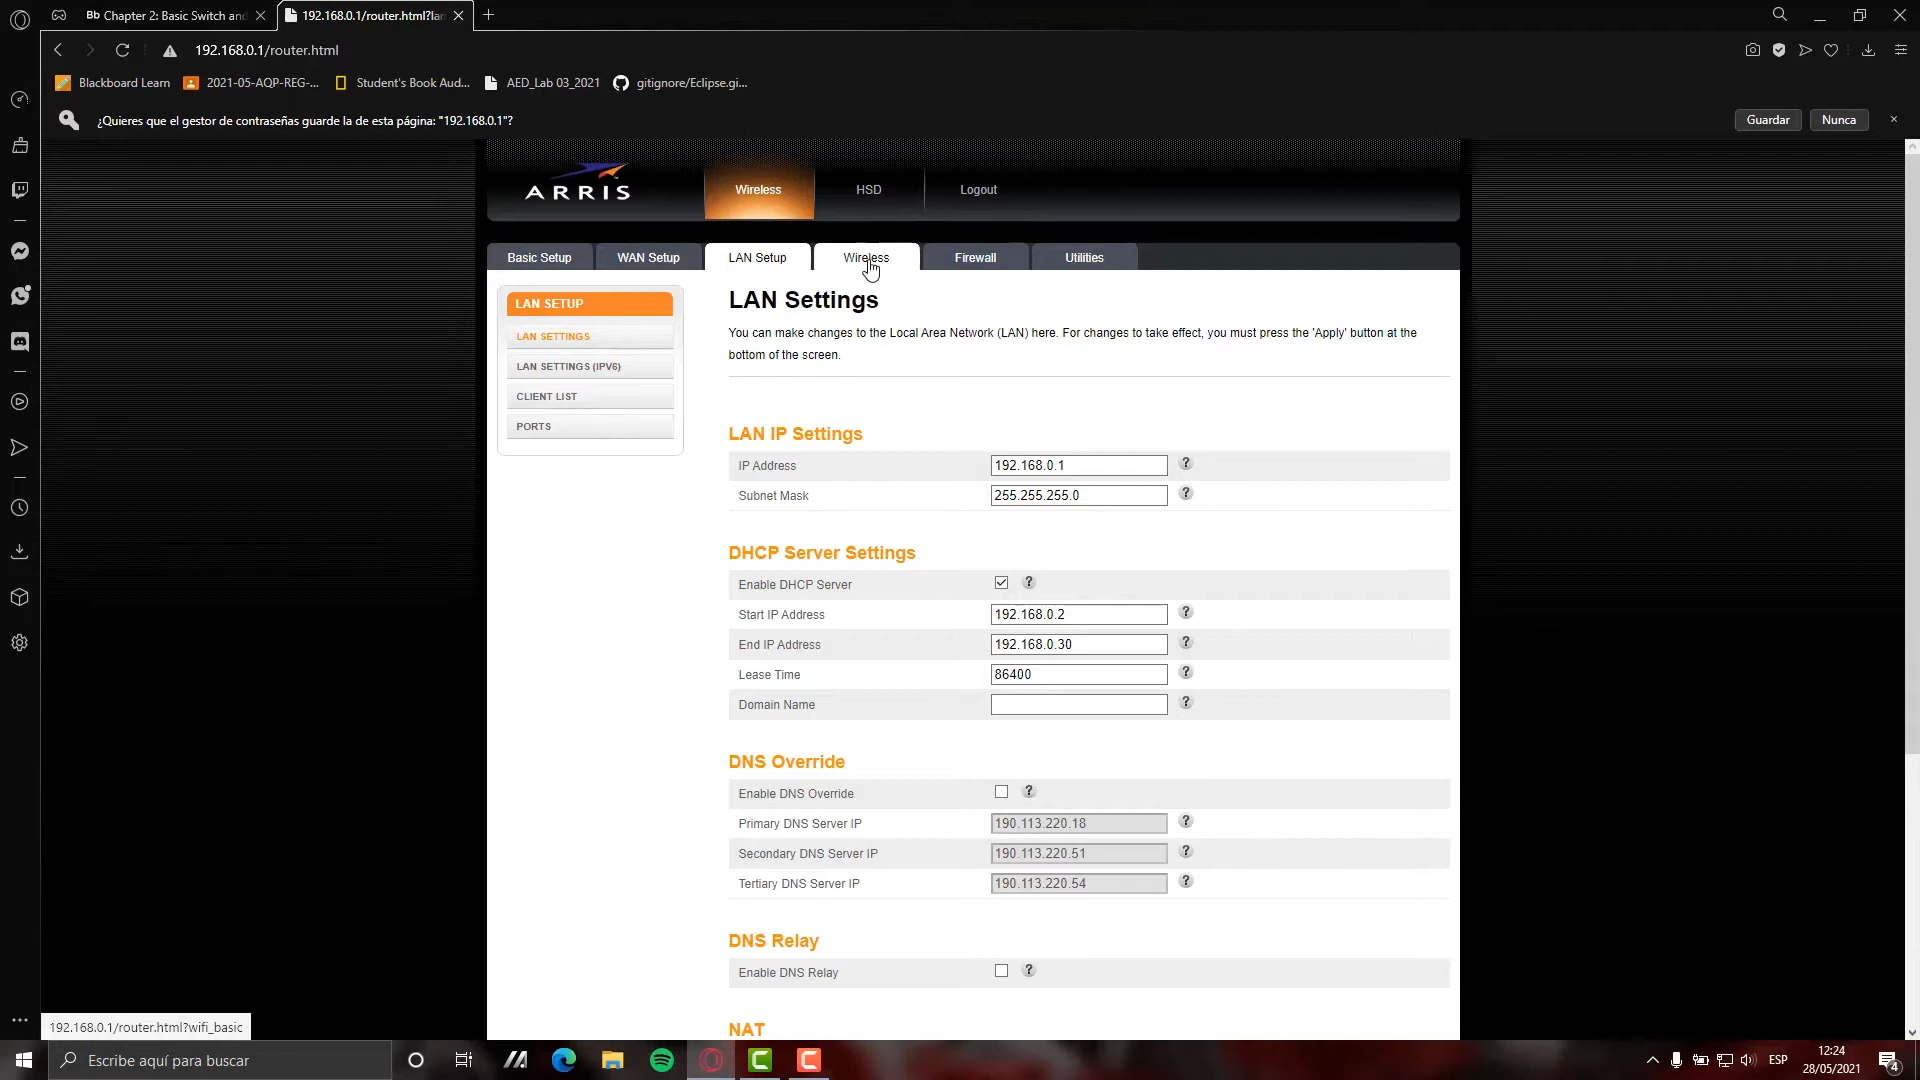 Bb Chapter 2: Basic Switch and
192.168.0.1/router.html?lan
192.168.0.1/router.html
Blackboard Learn
2021-05-AQP-REG-...
Student's Book Aud...
AED_Lab 03_2021
gitignore/Eclipse.gi...
¿Quieres que el gestor de contraseñas guarde la de esta página: "192.168.0.1"?
Guardar
Nunca
ARRIS
Wireless
HSD
Logout
Basic Setup
WAN Setup
LAN Setup
Wireless
Firewall
Utilities
LAN SETUP
LAN SETTINGS
LAN SETTINGS (IPV6)
CLIENT LIST
PORTS
LAN Settings
You can make changes to the Local Area Network (LAN) here. For changes to take effect, you must press the 'Apply' button at the
bottom of the screen.
LAN IP Settings
IP Address 192.168.0.1 ?
Subnet Mask 255.255.255.0 ?
DHCP Server Settings
Enable DHCP Server ?
Start IP Address 192.168.0.2 ?
End IP Address 192.168.0.30 ?
Lease Time 86400 ?
Domain Name ?
DNS Override
Enable DNS Override ?
Primary DNS Server IP 190.113.220.18 ?
Secondary DNS Server IP 190.113.220.51 ?
Tertiary DNS Server IP 190.113.220.54 ?
DNS Relay
Enable DNS Relay ?
NAT
192.168.0.1/router.html?wifi_basic
Escribe aquí para buscar
ESP
12:24
28/05/2021
4